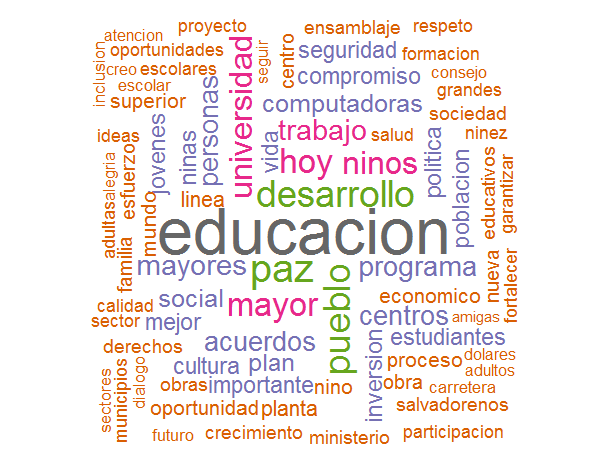 atencion
proyecto
ensamblaje
respeto
inclusion
oportunidades
universidad
seguir
centro
seguridad
formacion
creo
escolares
personas
compromiso
consejo
escolar
grandes
superior
computadoras
sociedad
ideas
jovenes
ninas
vida
trabajo
salud
politica
ninez
adultas
alegria
esfuerzos
hoy
ninos
poblacion
educativos
garantizar
linea
desarrollo
mundo
educacion
familia
mayores
paz
pueblo
programa
nueva
fortalecer
calidad
social
mayor
economico
sector
mejor
centros
amigas
derechos
acuerdos
inversion
estudiantes
sectores
municipios
dialogo
cultura
plan
proceso
dolares
obras
importante
nino
obra
adultos
carretera
oportunidad
planta
salvadorenos
futuro
crecimiento
ministerio
participacion